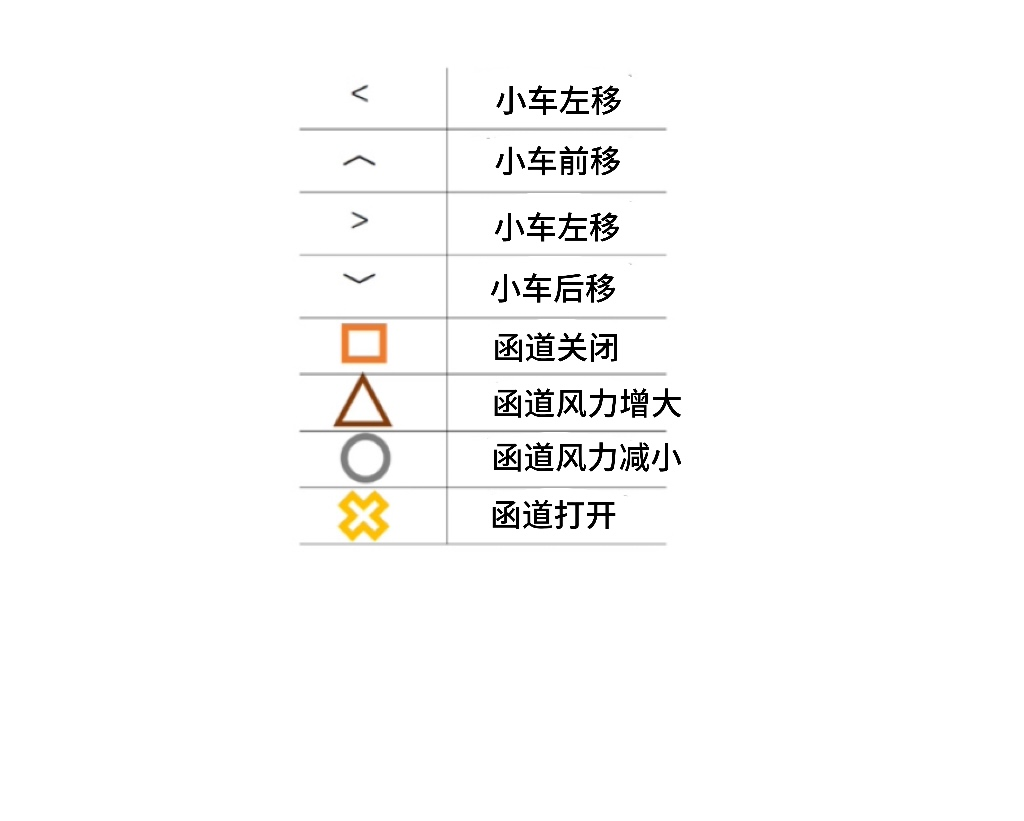 < 小车左移
︿ 小车前移
> 小车左移
﹀ 小车后移
函道关闭
函道风力增大
函道风力减小
函道打开